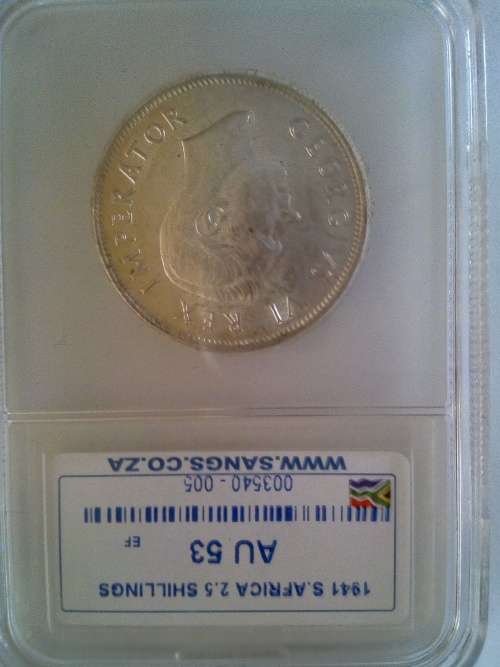 1941 S.AFRICA 2.5 SHILLINGS
AU 53
EF
003540 - 005
WWW.SANGS.CO.ZA
GEORGIVS VI REX IMPERATOR